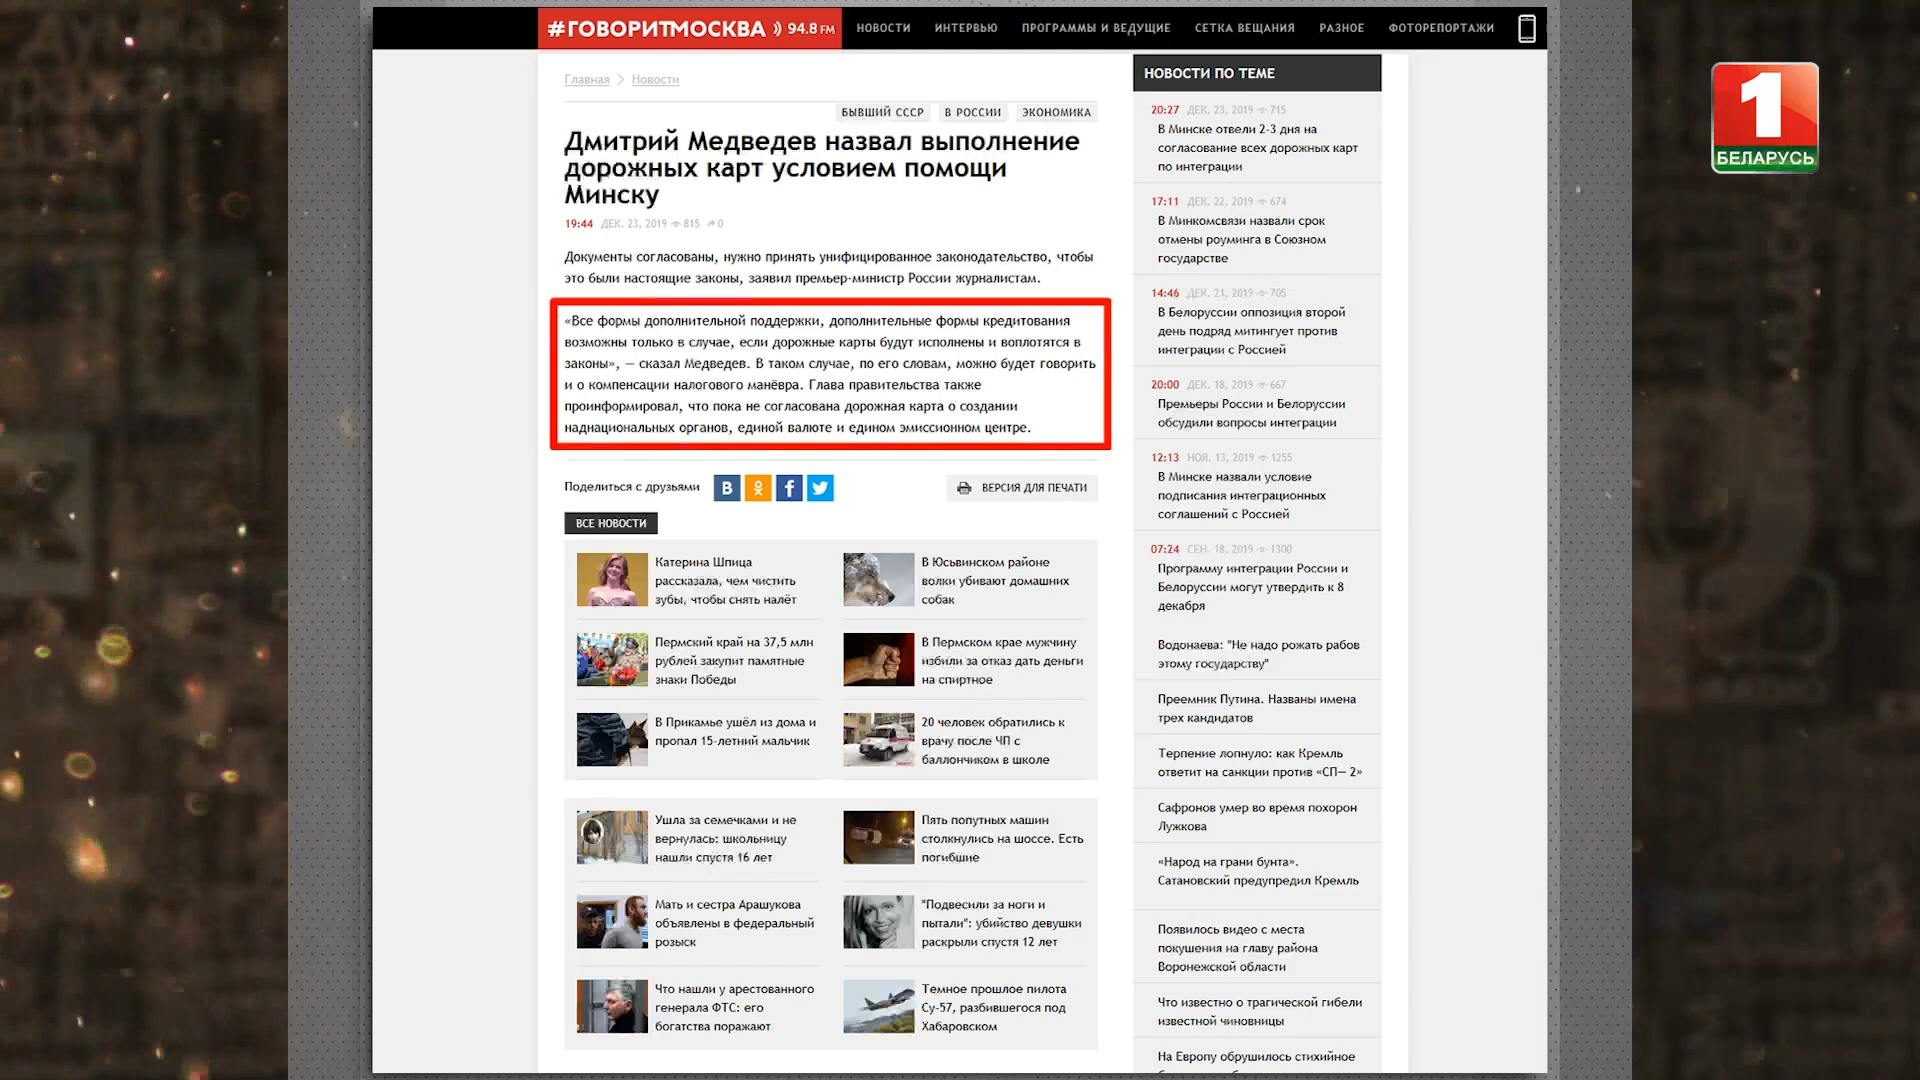 #ГОВОРИТМОСКВА 94.8 FM
НОВОСТИ
ИНТЕРВЬЮ
ПРОГРАММЫ И ВЕДУЩИЕ
СЕТКА ВЕЩАНИЯ
РАЗНОЕ
ФОТОРЕПОРТАЖИ
Главная
Новости
БЫВШИЙ СССР
В РОССИИ
ЭКОНОМИКА
Дмитрий Медведев назвал выполнение
дорожных карт условием помощи
Минску
19:44 ДЕК. 23, 2019 815 0
Документы согласованы, нужно принять унифицированное законодательство, чтобы
это были настоящие законы, заявил премьер-министр России журналистам.
«Все формы дополнительной поддержки, дополнительные формы кредитования
возможны только в случае, если дорожные карты будут исполнены и воплотятся в
законы», — сказал Медведев. В таком случае, по его словам, можно будет говорить
и о компенсации налогового манёвра. Глава правительства также
проинформировал, что пока не согласована дорожная карта о создании
наднациональных органов, единой валюте и едином эмиссионном центре.
Поделиться с друзьями
ВЕРСИЯ ДЛЯ ПЕЧАТИ
ВСЕ НОВОСТИ
Катерина Шпица
рассказала, чем чистить
зубы, чтобы снять налёт
В Юсьвинском районе
волки убивают домашних
собак
Пермский край на 37,5 млн
рублей закупит памятные
знаки Победы
В Пермском крае мужчину
избили за отказ дать деньги
на спиртное
В Прикамье ушёл из дома и
пропал 15-летний мальчик
20 человек обратились к
врачу после ЧП с
баллончиком в школе
Ушла за семечками и не
вернулась: школьницу
нашли спустя 16 лет
Пять попутных машин
столкнулись на шоссе. Есть
погибшие
Мать и сестра Арашукова
объявлены в федеральный
розыск
"Подвесили за ноги и
пытали": убийство девушки
раскрыли спустя 12 лет
Что нашли у арестованного
генерала ФТС: его
богатства поражают
Темное прошлое пилота
Су-57, разбившегося под
Хабаровском
НОВОСТИ ПО ТЕМЕ
20:27 ДЕК. 23, 2019 715
В Минске отвели 2-3 дня на
согласование всех дорожных карт
по интеграции
17:11 ДЕК. 22, 2019 674
В Минкомсвязи назвали срок
отмены роуминга в Союзном
государстве
14:46 ДЕК. 21, 2019 705
В Белоруссии оппозиция второй
день подряд митингует против
интеграции с Россией
20:00 ДЕК. 18, 2019 667
Премьеры России и Белоруссии
обсудили вопросы интеграции
12:13 НОЯ. 13, 2019 1255
В Минске назвали условие
подписания интеграционных
соглашений с Россией
07:24 СЕН. 18, 2019 1300
Программу интеграции России и
Белоруссии могут утвердить к 8
декабря
Водонаева: "Не надо рожать рабов
этому государству"
Преемник Путина. Названы имена
трех кандидатов
Терпение лопнуло: как Кремль
ответит на санкции против «СП— 2»
Сафронов умер во время похорон
Лужкова
«Народ на грани бунта».
Сатановский предупредил Кремль
Появилось видео с места
покушения на главу района
Воронежской области
Что известно о трагической гибели
известной чиновницы
На Европу обрушилось стихийное
1
БЕЛАРУСЬ